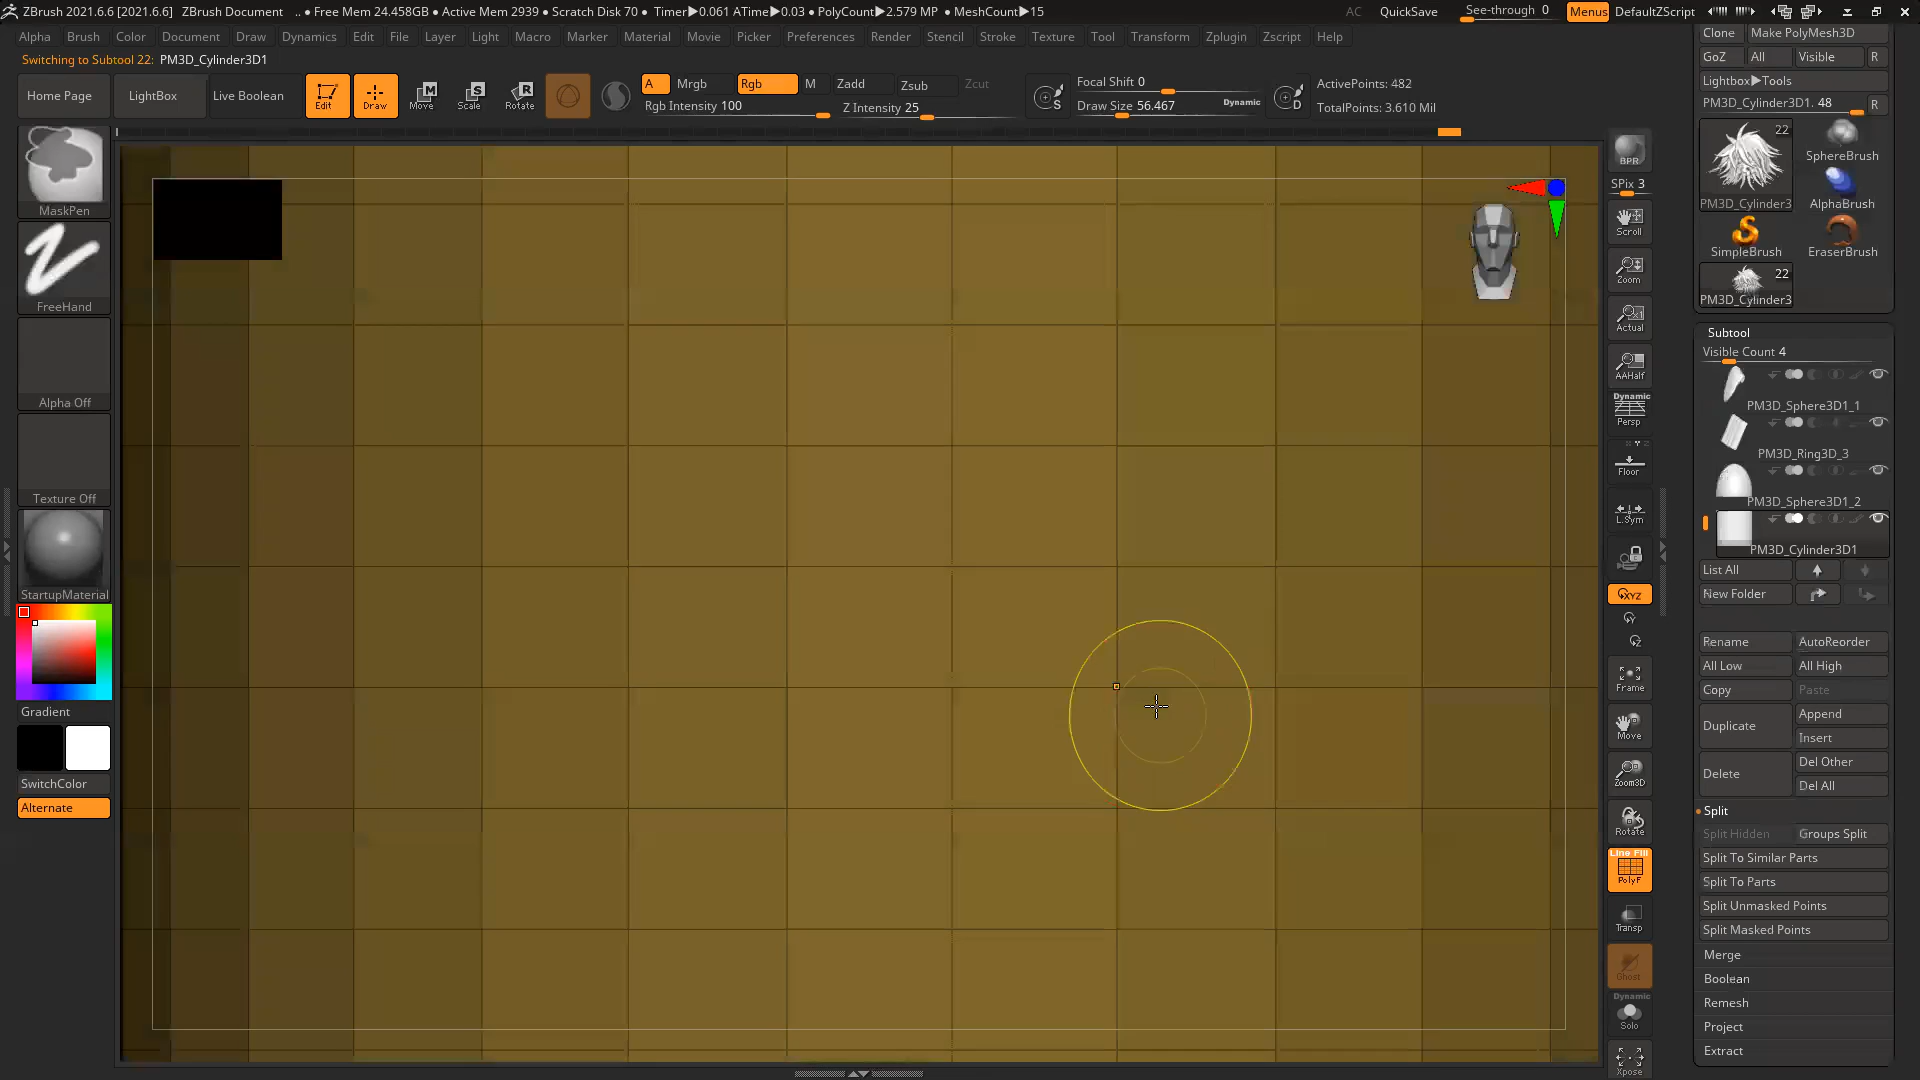 ZBrush 2021.6.6 [2021.6.6] ZBrush Document .. • Free Mem 24.458GB • Active Mem 2939 • Scratch Disk 70 • Timer▶0.061 ATime▶0.03 • PolyCount▶2.579 MP • MeshCount▶15 AC QuickSave See-through 0 Menus DefaultZScript
Alpha Brush Color Document Draw Dynamics Edit File Layer Light Macro Marker Material Movie Picker Preferences Render Stencil Stroke Texture Tool Transform Zplugin Zscript Help
Switching to Subtool 22: PM3D_Cylinder3D1
Home Page LightBox Live Boolean Edit Draw Move Scale Rotate
A Mrgb Rgb M Zadd Zsub Zcut
Rgb Intensity 100 Z Intensity 25
S Focal Shift 0
Draw Size 56.467 Dynamic
D ActivePoints: 482
TotalPoints: 3.610 Mil
MaskPen
FreeHand
Alpha Off
Texture Off
StartupMaterial
Gradient
SwitchColor
Alternate
BPR
SPix 3
Scroll
Zoom
Actual
AAHalf
Dynamic
Persp
Floor
L.Sym
XYZ
Frame
Move
Zoom3D
Rotate
Line Fill
PolyF
Transp
Ghost
Dynamic
Solo
Xpose
Clone Make PolyMesh3D
GoZ All Visible R
Lightbox▶Tools
PM3D_Cylinder3D1. 48 R
22
SphereBrush
PM3D_Cylinder3 AlphaBrush
SimpleBrush EraserBrush
22
PM3D_Cylinder3
Subtool
Visible Count 4
PM3D_Sphere3D1_1
PM3D_Ring3D_3
PM3D_Sphere3D1_2
PM3D_Cylinder3D1
List All
New Folder
Rename AutoReorder
All Low All High
Copy Paste
Duplicate Append
Insert
Delete Del Other
Del All
Split
Split Hidden Groups Split
Split To Similar Parts
Split To Parts
Split Unmasked Points
Split Masked Points
Merge
Boolean
Remesh
Project
Extract